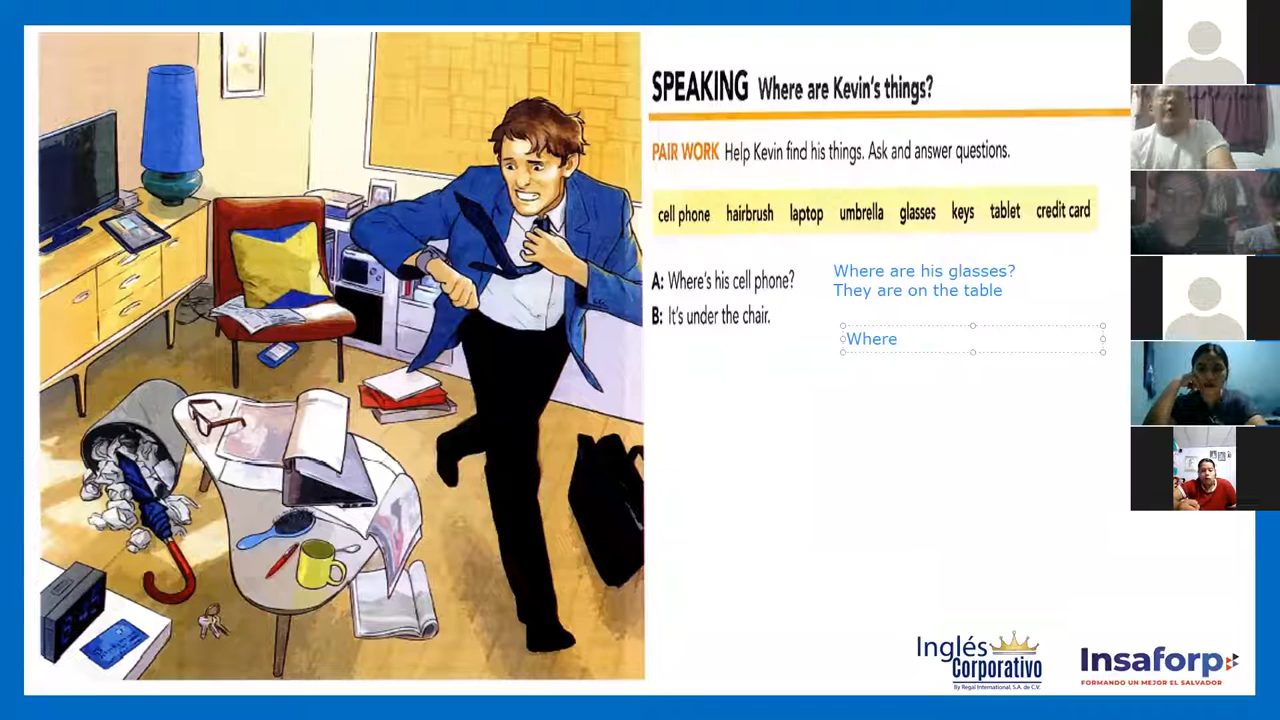 SPEAKING Where are Kevin's things?
PAIR WORK Help Kevin find his things. Ask and answer questions.
cell phone hairbrush laptop umbrella glasses keys tablet credit card
A: Where's his cell phone?
B: It's under the chair.
Where are his glasses?
They are on the table
Where
Inglés
Corporativo
By Regal International, S.A. de C.V.
Insaforp
FORMANDO UN MEJOR EL SALVADOR